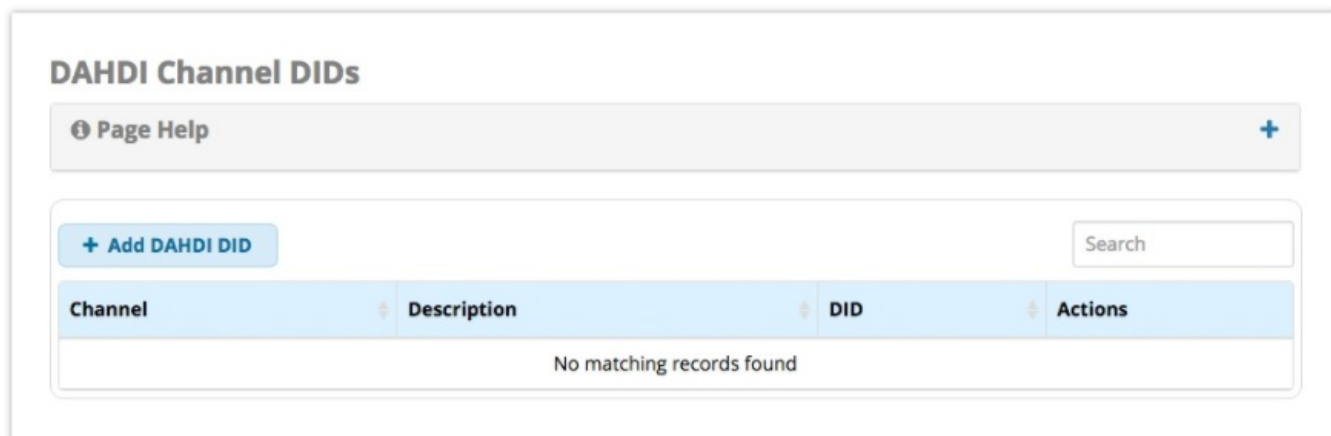 DAHDI Channel DIDs
Page Help
+ Add DAHDI DID
Search
Channel Description DID Actions
No matching records found